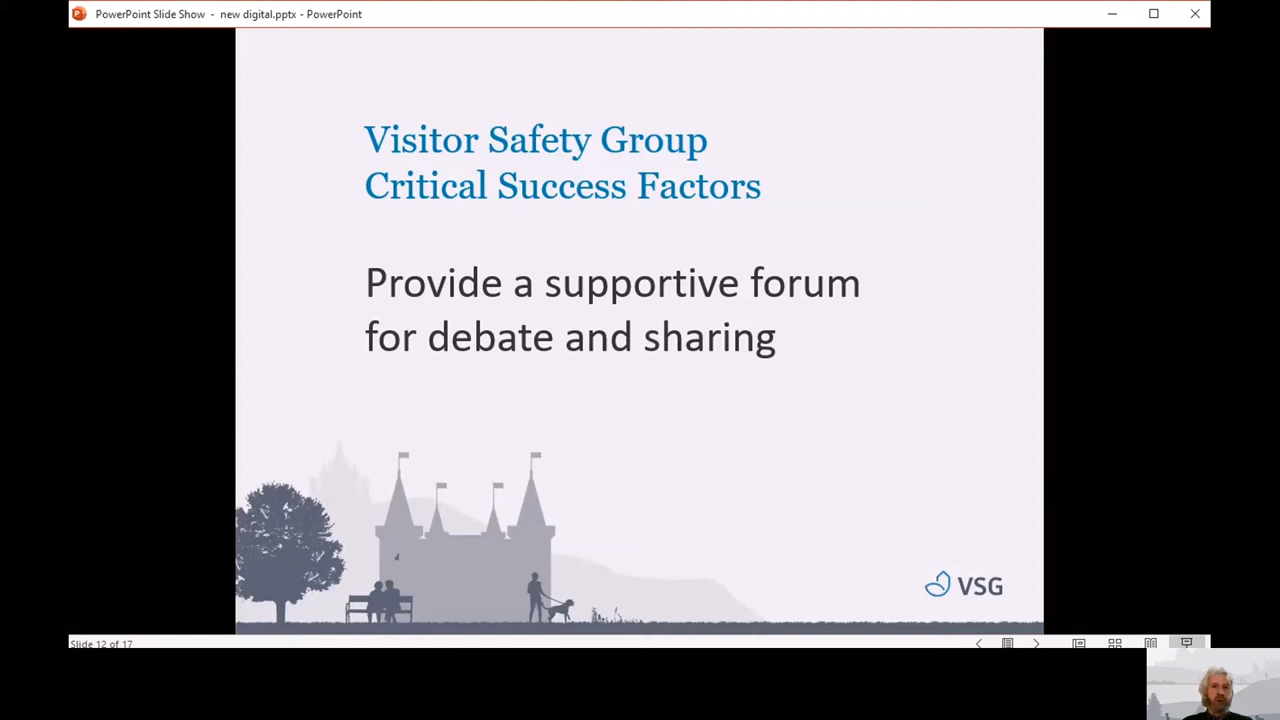 PowerPoint Slide Show - new digital.pptx - PowerPoint
Visitor Safety Group
Critical Success Factors
Provide a supportive forum
for debate and sharing
VSG
Slide 12 of 17